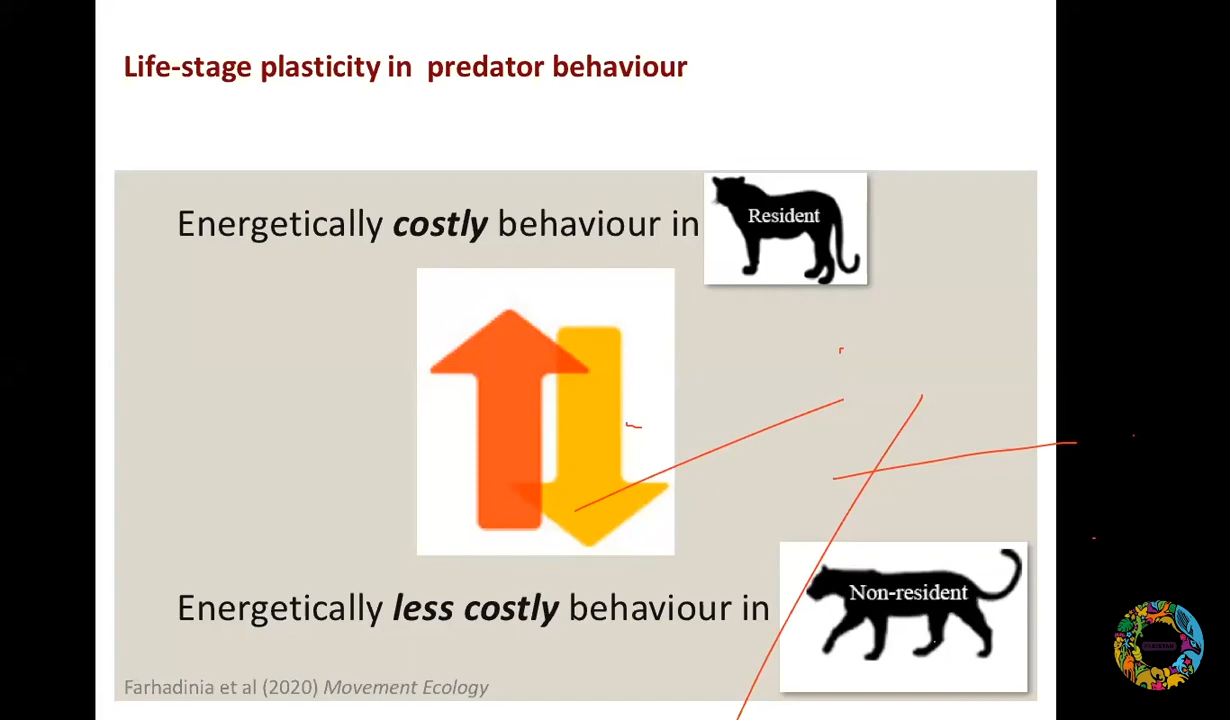 Life-stage plasticity in predator behaviour
Energetically costly behaviour in
Resident
Energetically less costly behaviour in
Non-resident
Farhadinia et al (2020) Movement Ecology